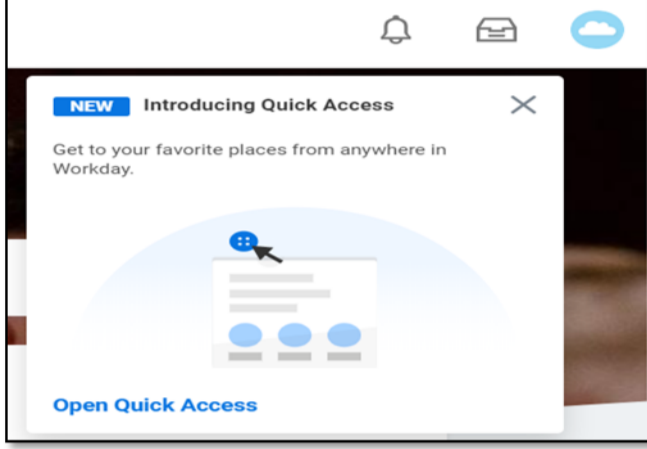 NEW Introducing Quick Access
Get to your favorite places from anywhere in
Workday.
Open Quick Access